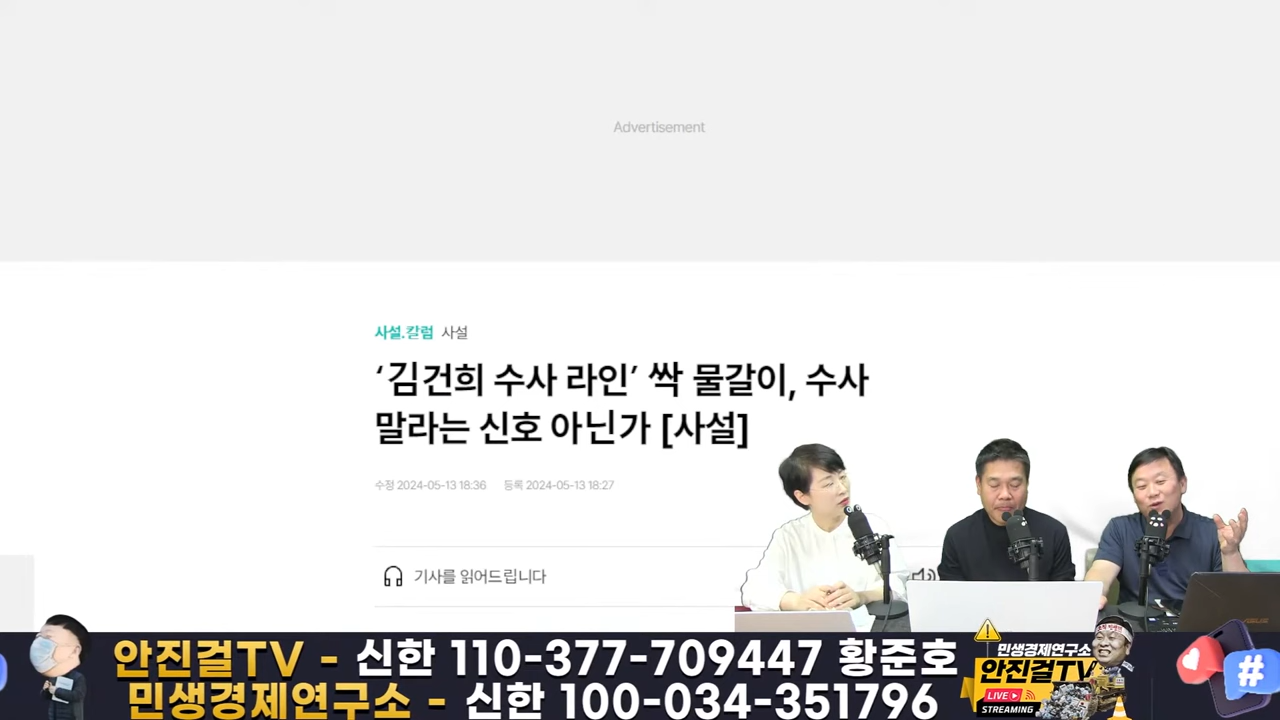 Advertisement
사설.칼럼 사설
‘김건희 수사 라인’ 싹 물갈이, 수사
말라는 신호 아닌가 [사설]
수정 2024-05-13 18:36 등록 2024-05-13 18:27
기사를 읽어드립니다
안진걸TV - 신한 110-377-709447 황준호
민생경제연구소 - 신한 100-034-351796
민생경제연구소
안진걸TV
LIVE
STREAMING
#